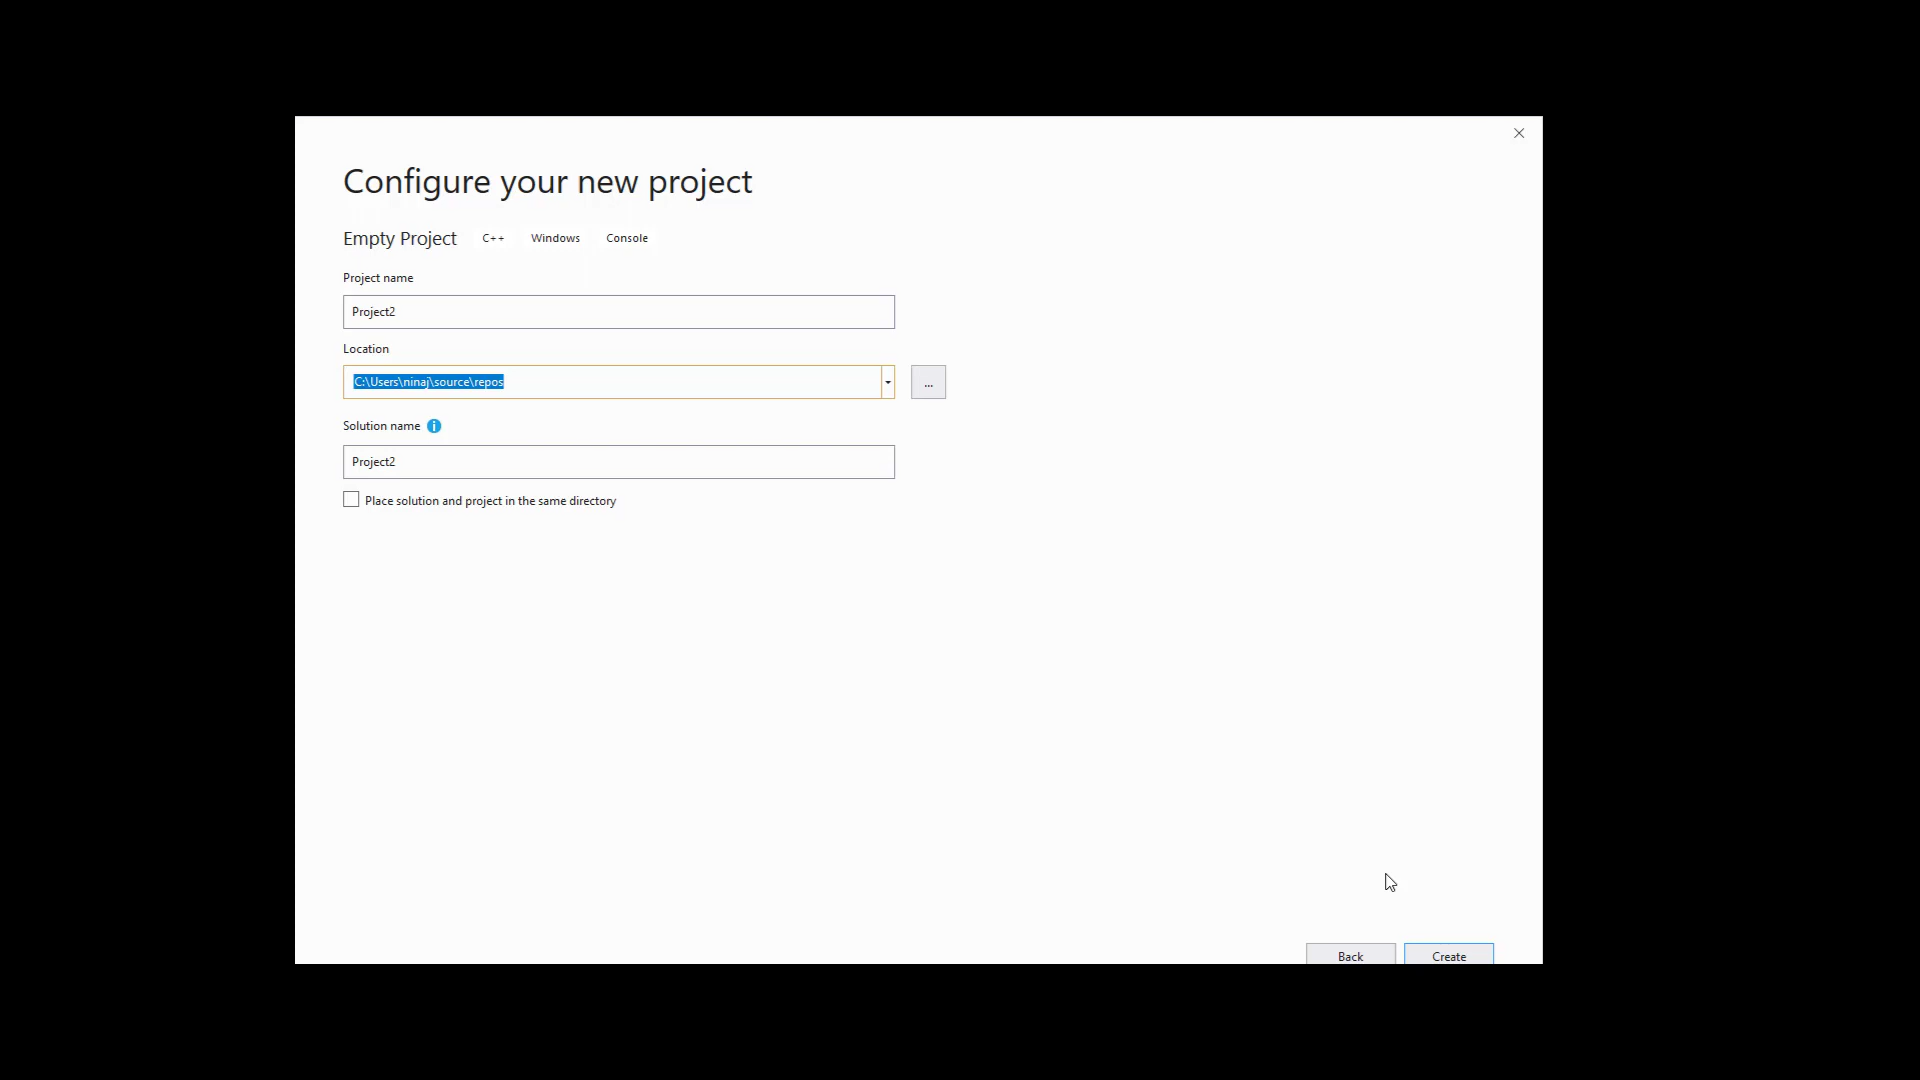 Configure your new project
Empty Project C++ Windows Console
Project name
Project2
Location
C:\Users\ninaj\source\repos
...
Solution name
Project2
Place solution and project in the same directory
Back Create